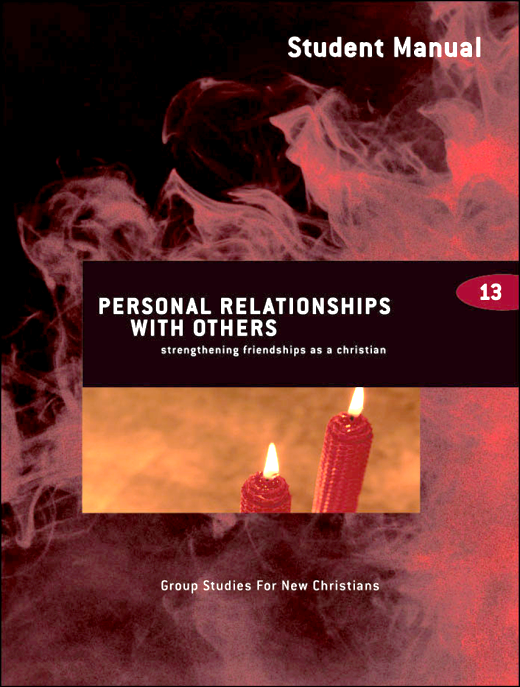 Student Manual
13
PERSONAL RELATIONSHIPS
WITH OTHERS
strengthening friendships as a christian
Group Studies For New Christians